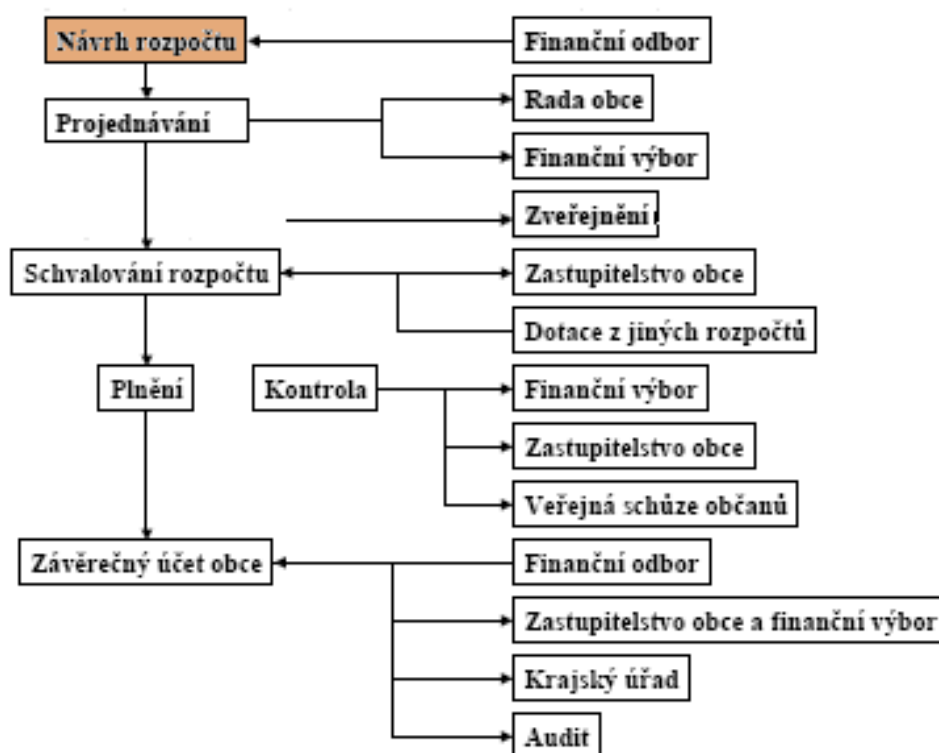 Návrh rozpočtu
Finanční odbor
Rada obce
Projednávání
Finanční výbor
Zveřejnění
Schvalování rozpočtu
Zastupitelstvo obce
Dotace z jiných rozpočtů
Plnění
Kontrola
Finanční výbor
Zastupitelstvo obce
Veřejná schůze občanů
Závěrečný účet obce
Finanční odbor
Zastupitelstvo obce a finanční výbor
Krajský úřad
Audit